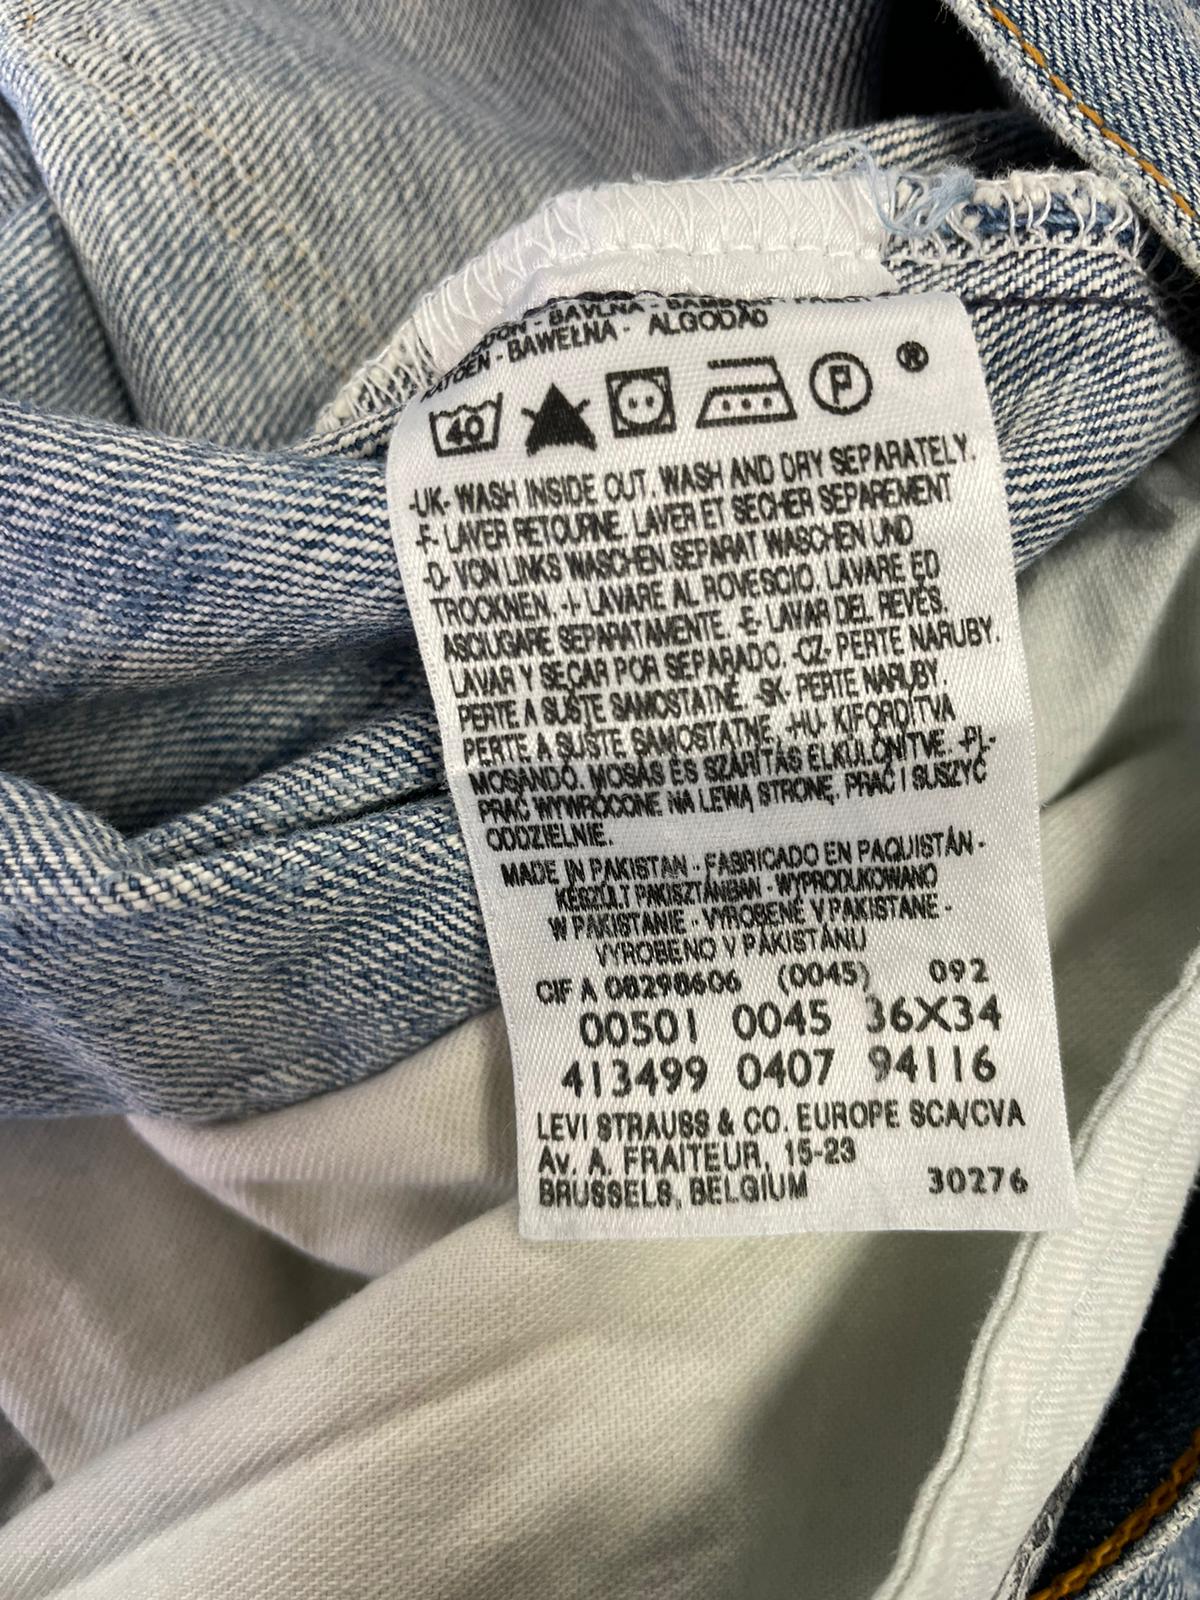 BAVLNA - BAMBAŞT
KATOEN - BAWEŁNA - ALGODÃO
40 P ®
-UK- WASH INSIDE OUT. WASH AND DRY SEPARATELY.
-F- LAVER RETOURNE. LAVER ET SECHER SEPAREMENT
-D- VON LINKS WASCHEN.SEPARAT WASCHEN UND
TROCKNEN. -I- LAVARE AL ROVESCIO. LAVARE ED
ASCIUGARE SEPARATAMENTE. -E- LAVAR DEL REVÉS.
LAVAR Y SECAR POR SEPARADO. -CZ- PERTE NARUBY.
PERTE A SUŠTE SAMOSTATNĚ. -SK- PERTE NARUBY.
PERTE A SUŠTE SAMOSTATNE. -HU- KIFORDÍTVA
MOSANDÓ. MOSÁS ÉS SZÁRÍTÁS ELKÜLÖNÍTVE. -PL-
PRAĆ WYWRÓCONE NA LEWĄ STRONĘ, PRAĆ I SUSZYĆ
ODDZIELNIE.
MADE IN PAKISTAN - FABRICADO EN PAQUISTÁN -
KÉSZÜLT PAKISZTÁNBAN - WYPRODUKOWANO
W PAKISTANIE - VYROBENÉ V PAKISTANE -
VYROBENO V PÁKISTÁNU
CIF A 08298606 (0045) 092
00501 0045 36X34
413499 0407 94116
LEVI STRAUSS & CO. EUROPE SCA/CVA
Av. A. FRAITEUR, 15-23
BRUSSELS, BELGIUM 30276